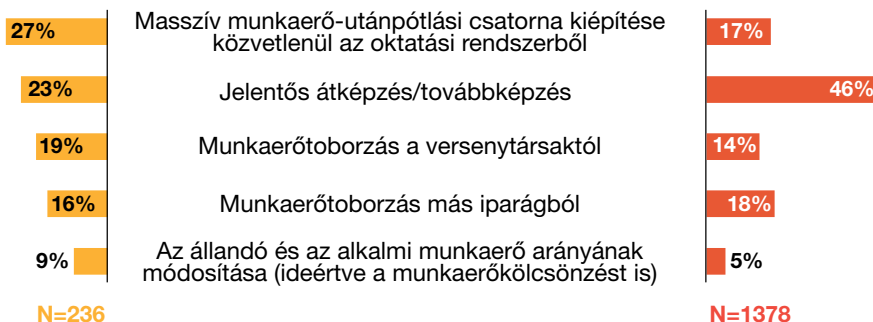 27%
Masszív munkaerő-utánpótlási csatorna kiépítése
közvetlenül az oktatási rendszerből
17%
23%
Jelentős átképzés/továbbképzés
46%
19%
Munkaerőtoborzás a versenytársaktól
14%
16%
Munkaerőtoborzás más iparágból
18%
9%
Az állandó és az alkalmi munkaerő arányának
módosítása (ideértve a munkaerőkölcsönzést is)
5%
N=236
N=1378